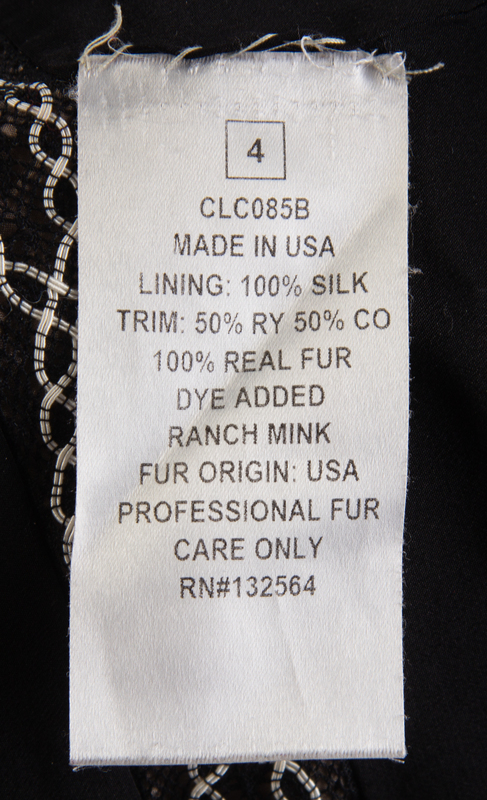 4
CLC085B
MADE IN USA
LINING: 100% SILK
TRIM: 50% RY 50% CO
100% REAL FUR
DYE ADDED
RANCH MINK
FUR ORIGIN: USA
PROFESSIONAL FUR
CARE ONLY
RN#132564